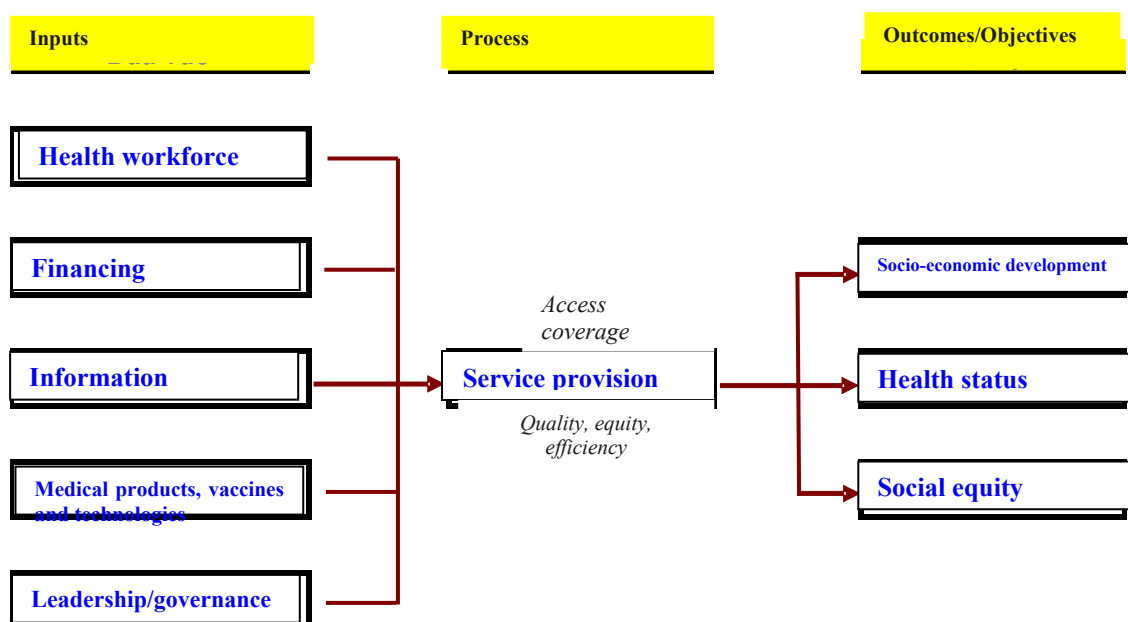 Inputs
Process
Outcomes/Objectives
Health workforce
Financing
Information
Medical products, vaccines
and technologies
Leadership/governance
Access
coverage
Service provision
Quality, equity,
efficiency
Socio-economic development
Health status
Social equity